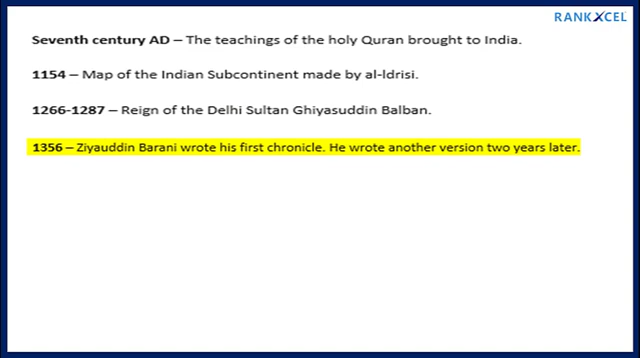 RANKXCEL
Seventh century AD – The teachings of the holy Quran brought to India.
1154 – Map of the Indian Subcontinent made by al-ldrisi.
1266-1287 – Reign of the Delhi Sultan Ghiyasuddin Balban.
1356 – Ziyauddin Barani wrote his first chronicle. He wrote another version two years later.